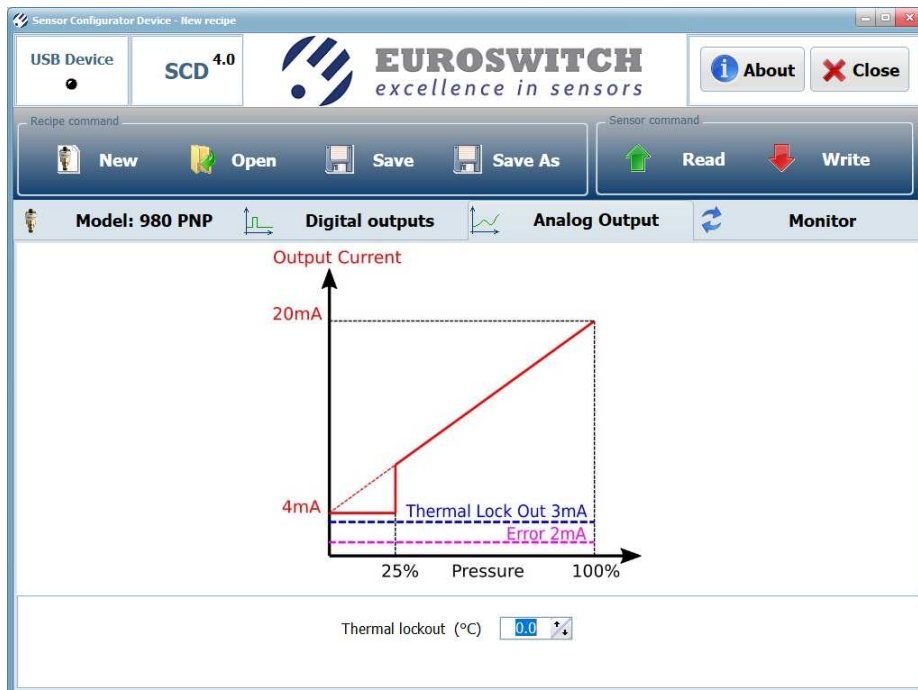 Sensor Configurator Device - New recipe
USB Device
SCD 4.0
EUROSWITCH
excellence in sensors
About
Close
Recipe command
Sensor command
New
Open
Save
Save As
Read
Write
Model: 980 PNP
Digital outputs
Analog Output
Monitor
Output Current
20mA
4mA
Thermal Lock Out 3mA
Error 2mA
25%
Pressure
100%
Thermal lockout (°C)
0.0